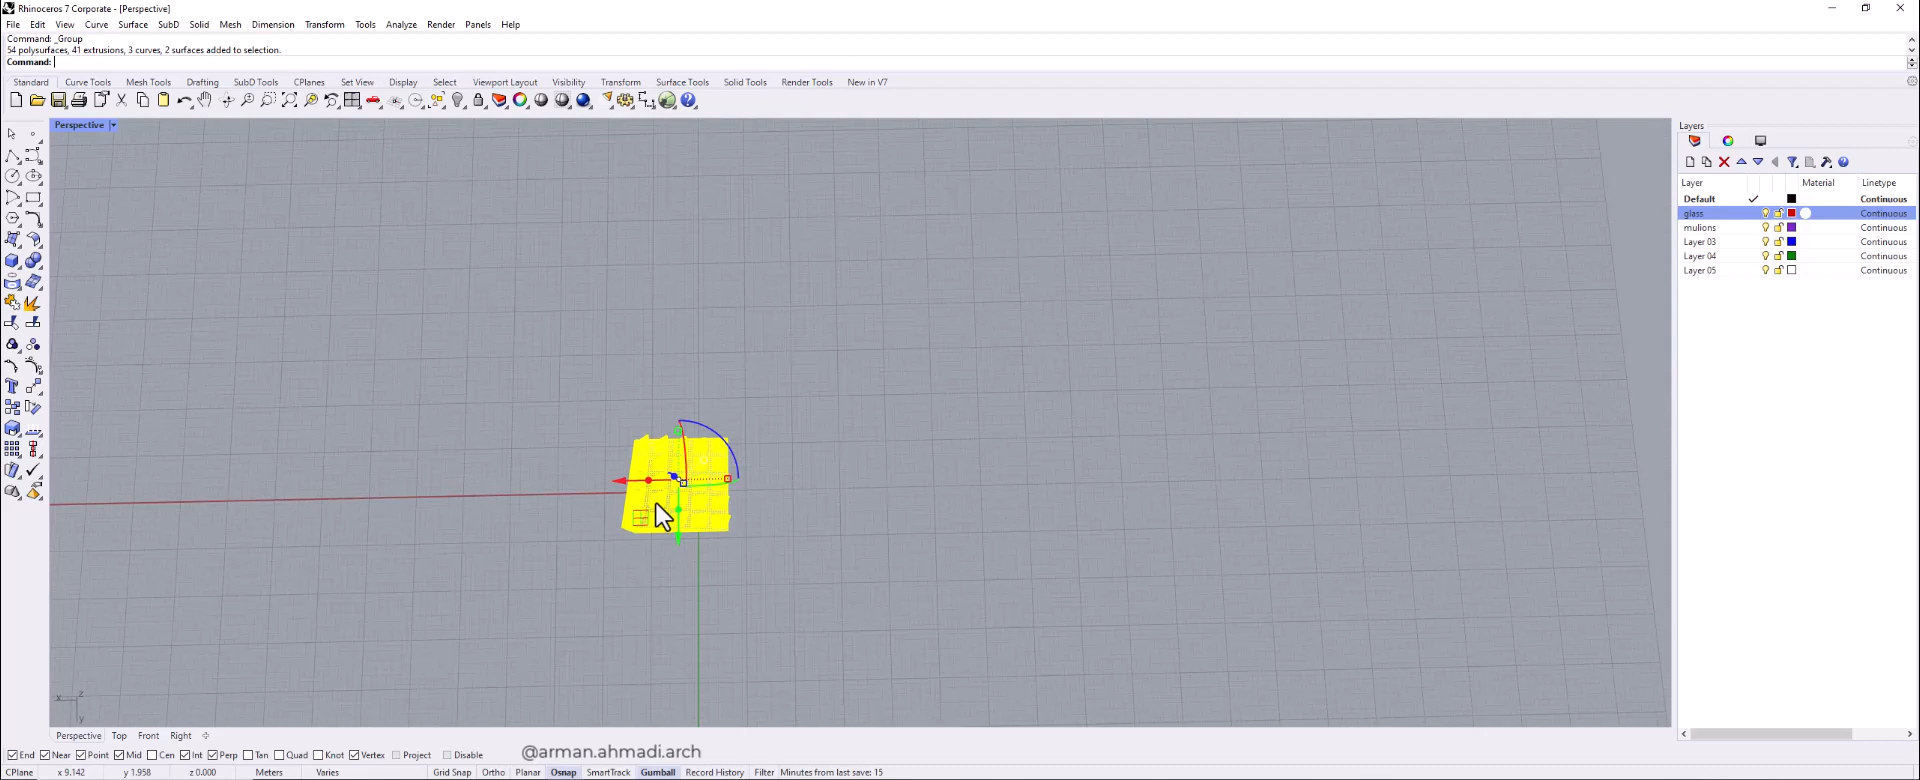 Rhinoceros 7 Corporate - [Perspective]
File Edit View Curve Surface SubD Solid Mesh Dimension Transform Tools Analyze Render Panels Help
Command: _Group
54 polysurfaces, 41 extrusions, 3 curves, 2 surfaces added to selection.
Command:
Standard Curve Tools Mesh Tools Drafting SubD Tools CPlanes Set View Display Select Viewport Layout Visibility Transform Surface Tools Solid Tools Render Tools New in V7
Perspective
Layers
Layer Material Linetype
Default Continuous
glass Continuous
mulions Continuous
Layer 03 Continuous
Layer 04 Continuous
Layer 05 Continuous
x z
y
Perspective Top Front Right
End Near Point Mid Cen Int Perp Tan Quad Knot Vertex Project Disable
@arman.ahmadi.arch
CPlane x 9.142 y 1.958 z 0.000 Meters Varies Grid Snap Ortho Planar Osnap SmartTrack Gumball Record History Filter Minutes from last save: 15